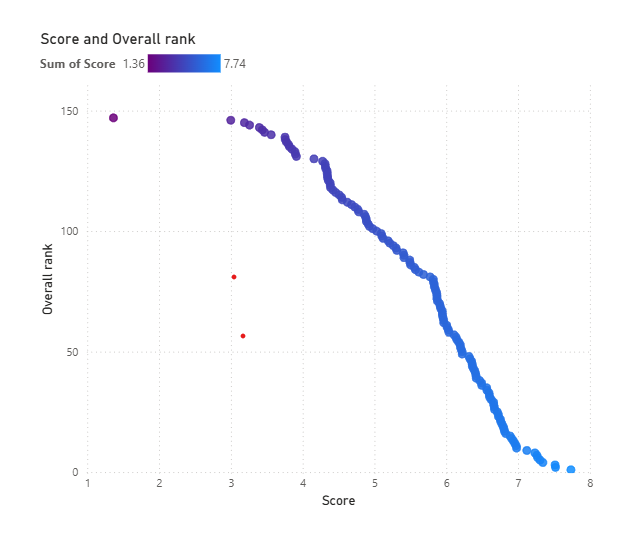 Score and Overall rank
Sum of Score 1.36 7.74
150
100
50
0
Overall rank
1 2 3 4 5 6 7 8
Score